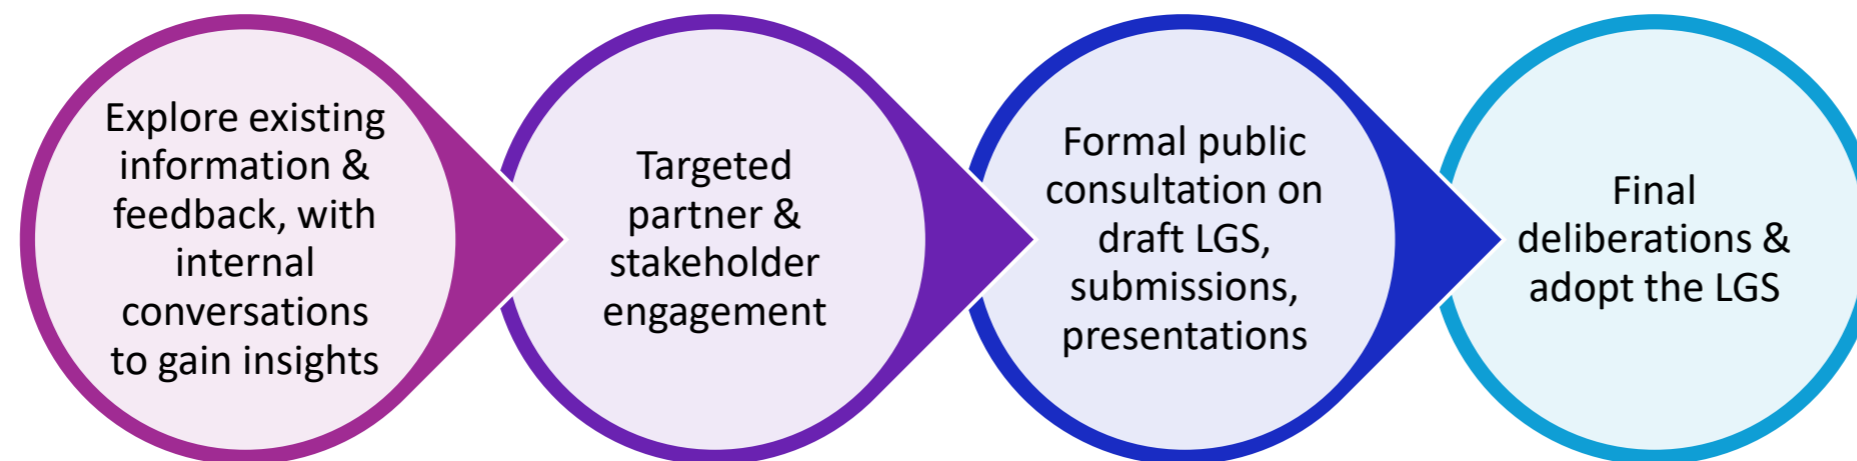 Explore existing
information &
feedback, with
internal
conversations
to gain insights
Targeted
partner &
stakeholder
engagement
Formal public
consultation on
draft LGS,
submissions,
presentations
Final
deliberations &
adopt the LGS